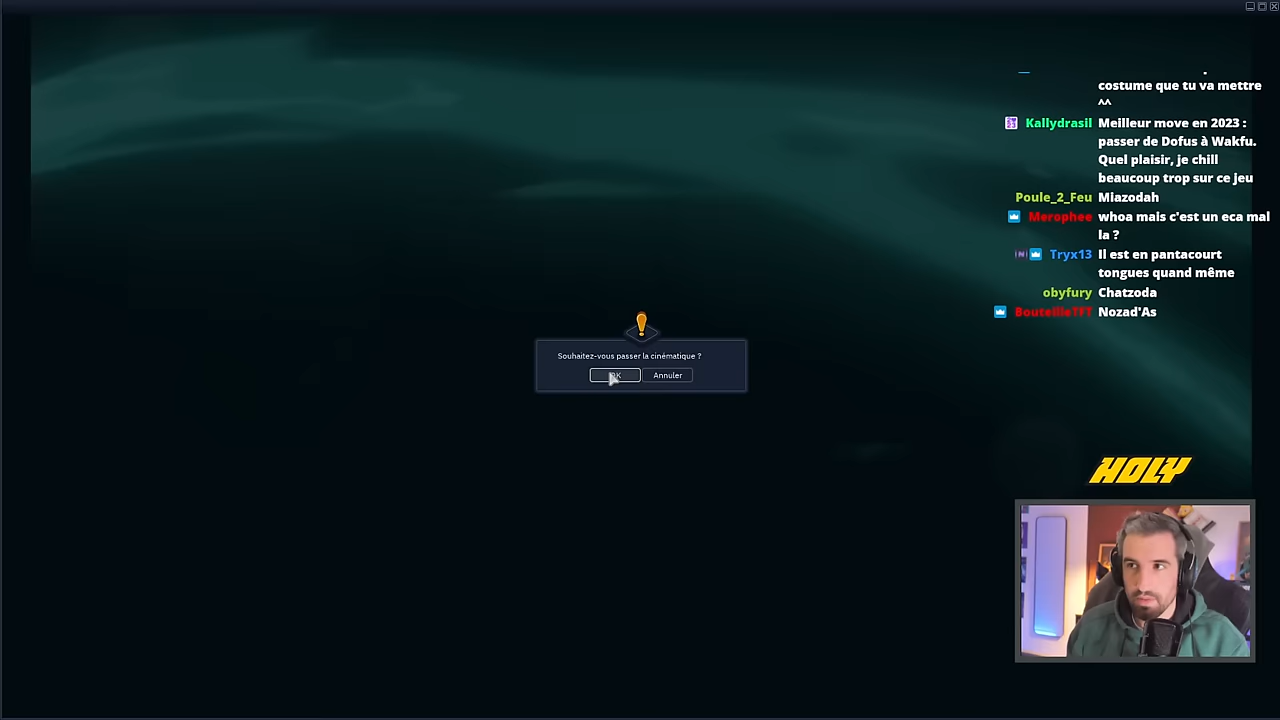 costume que tu va mettre
^^
Kallydrasil Meilleur move en 2023 :
passer de Dofus à Wakfu.
Quel plaisir, je chill
beaucoup trop sur ce jeu
Poule_2_Feu Miazodah
Merophee whoa mais c'est un eca mal
la ?
Tryx13 Il est en pantacourt
tongues quand même
obyfury Chatzoda
BouteilleTFT Nozad'As
Souhaitez-vous passer la cinématique ?
OK Annuler
HOLY